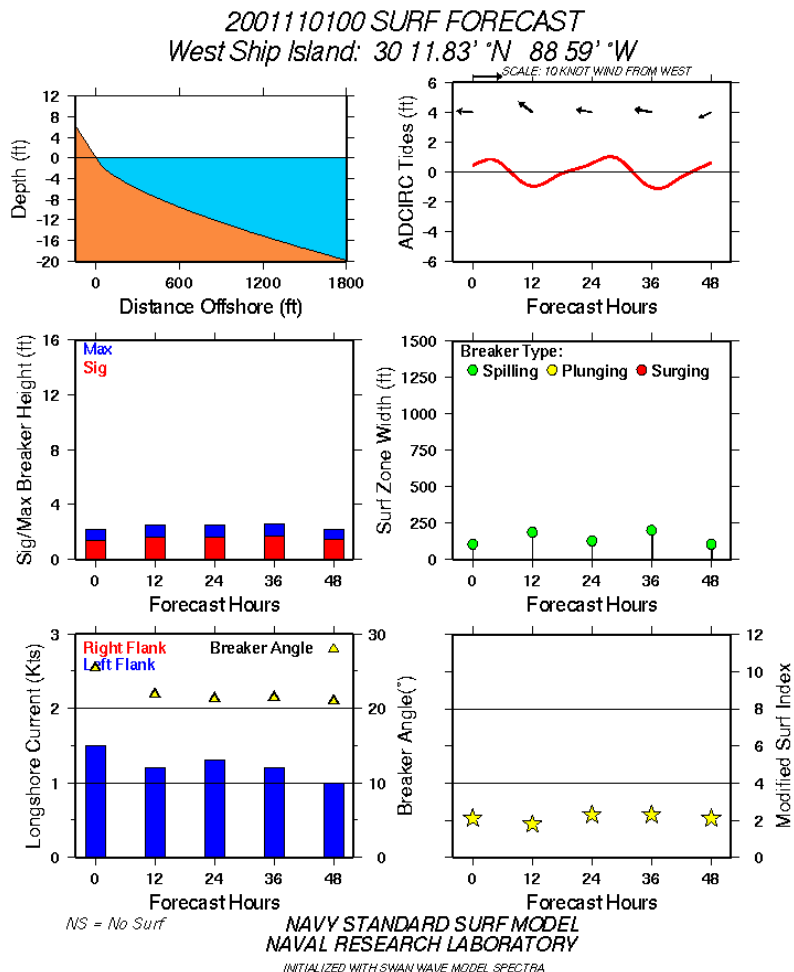 2001110100 SURF FORECAST
West Ship Island: 30 11.83' °N 88 59' °W
SCALE: 10 KNOT WIND FROM WEST
Depth (ft)
12
8
4
0
-4
-8
-12
-16
-20
0 600 1200 1800
Distance Offshore (ft)
ADCIRC Tides (ft)
6
4
2
0
-2
-4
-6
0 12 24 36 48
Forecast Hours
Sig/Max Breaker Height (ft)
16
12
8
4
0
Max
Sig
0 12 24 36 48
Forecast Hours
Surf Zone Width (ft)
1500
1250
1000
750
500
250
0
Breaker Type:
Spilling Plunging Surging
0 12 24 36 48
Forecast Hours
Longshore Current (Kts)
3
2
1
0
Right Flank Breaker Angle
Left Flank
30
20
10
0
Breaker Angle(°)
0 12 24 36 48
Forecast Hours
12
10
8
6
4
2
0
Modified Surf Index
0 12 24 36 48
Forecast Hours
NS = No Surf
NAVY STANDARD SURF MODEL
NAVAL RESEARCH LABORATORY
INITIALIZED WITH SWAN WAVE MODEL SPECTRA